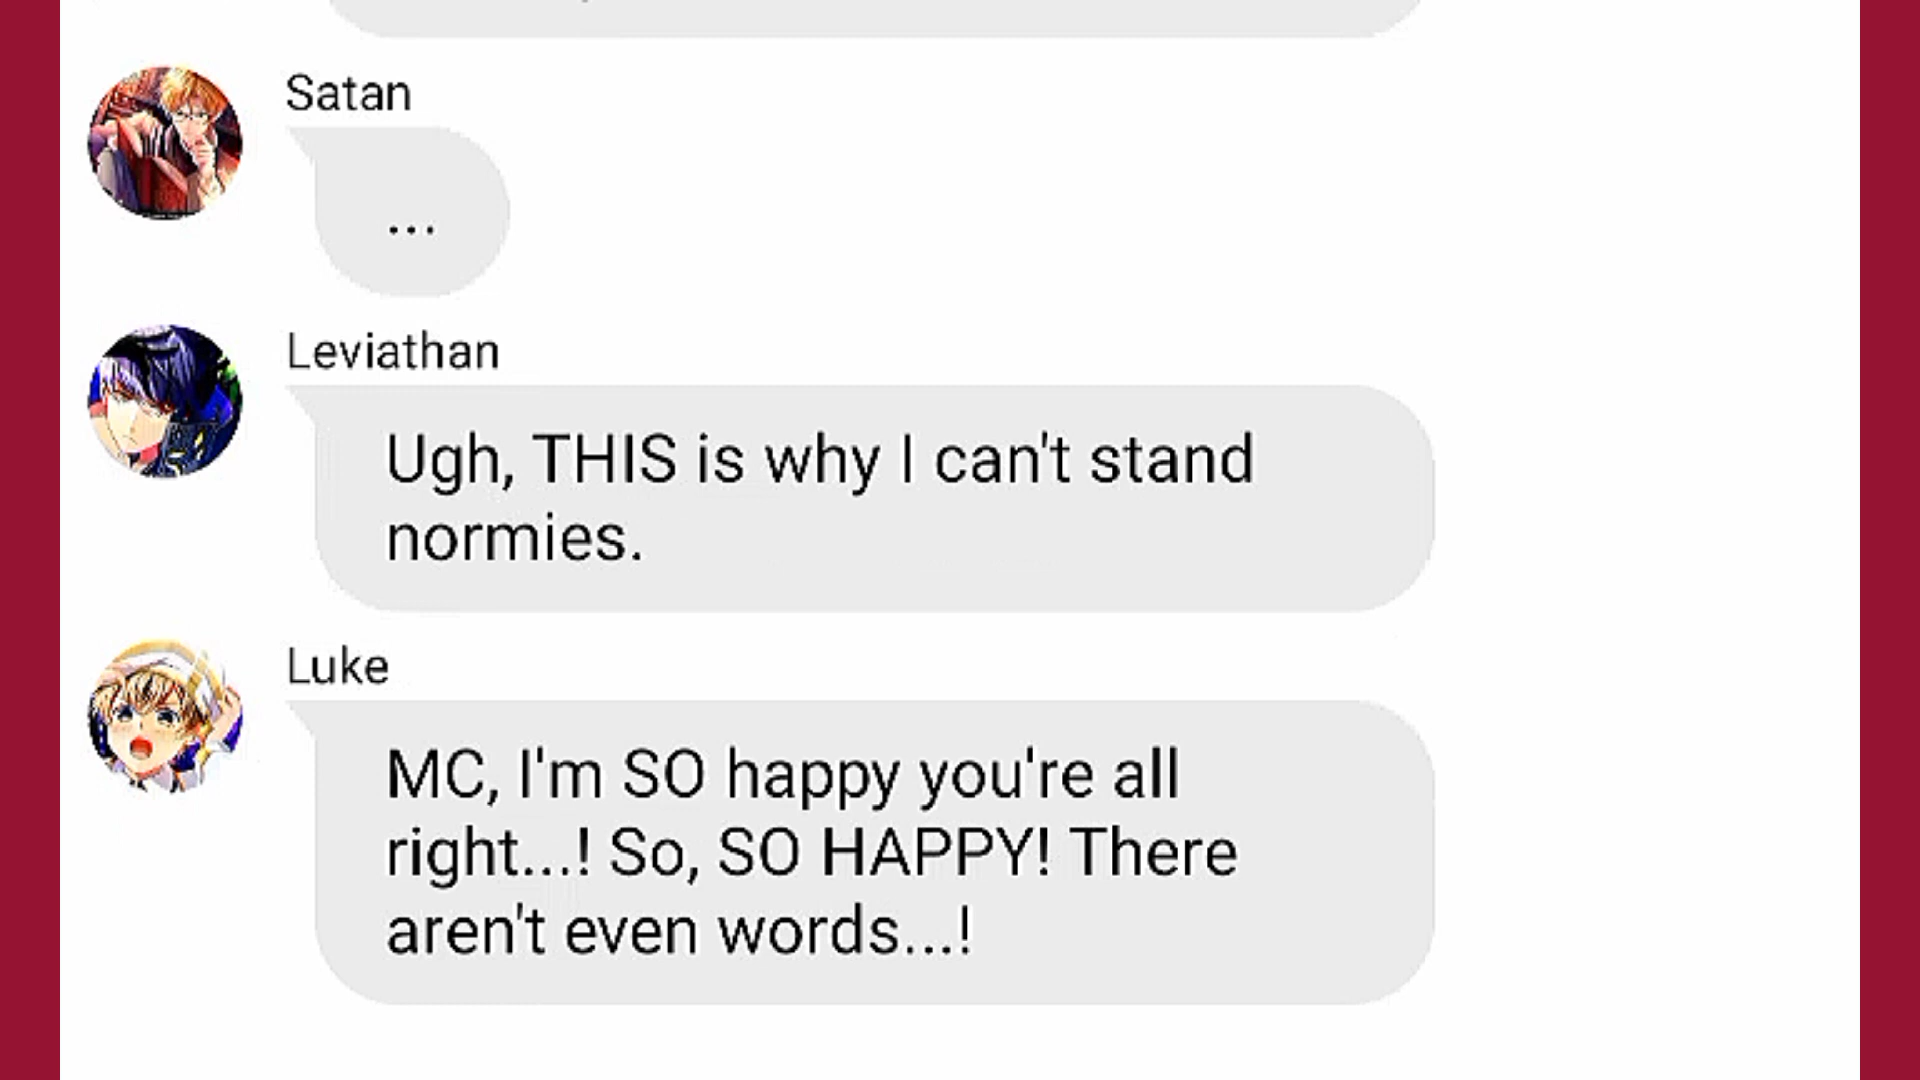 Satan
...
Leviathan
Ugh, THIS is why I can't stand
normies.
Luke
MC, I'm SO happy you're all
right...! So, SO HAPPY! There
aren't even words...!